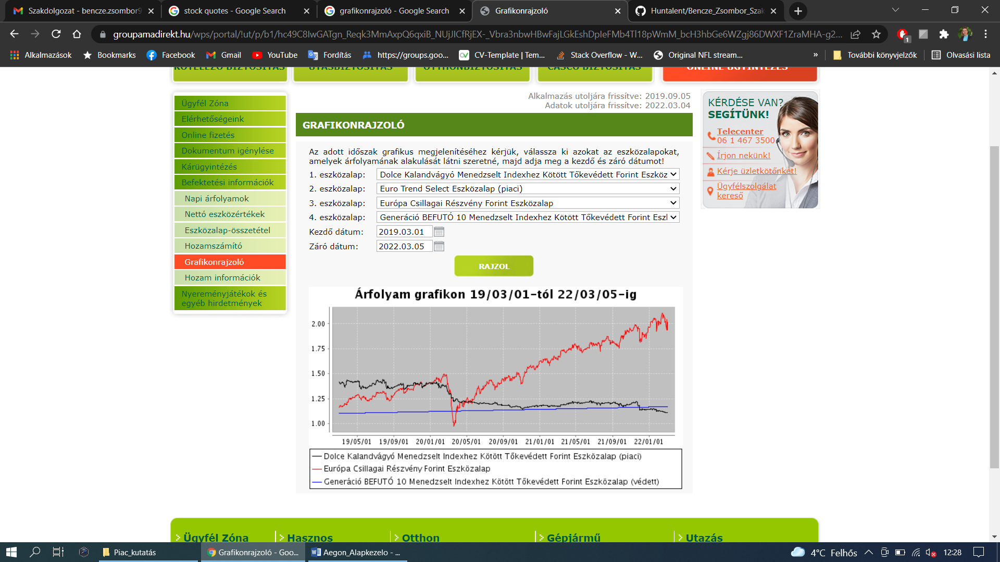 Szakdolgozat - bencze.zsombor9
stock quotes - Google Search
grafikonrajzoló - Google Search
Grafikonrajzoló
Huntalent/Bencze_Zsombor_Szak
groupamadirekt.hu/wps/portal/!ut/p/b1/hc49C8IwGATgn_Reqk3MmAxpQ6qxiB_NUjJICfRjEX-_Vbra3nbwHBwFajLGkEshDpIeFMb4Tl18pWmM_bcH3hbGe6WZgj86DWXF1ZraMHA-g2...
1
Alkalmazások
Bookmarks
Facebook
Gmail
YouTube
Fordítás
https://groups.goo...
CV-Template | Tem...
Stack Overflow - W...
Original NFL stream...
»
További könyvjelzők
Olvasási lista
KÖTELEZŐ BIZTOSÍTÁS
UTASBIZTOSÍTÁS
OTTHONBIZTOSÍTÁS
CASCO BIZTOSÍTÁS
ONLINE ÜGYINTÉZÉS
Ügyfél Zóna
Elérhetőségeink
Online fizetés
Dokumentum igénylése
Kárügyintézés
Befektetési információk
Napi árfolyamok
Nettó eszközértékek
Eszközalap-összetétel
Hozamszámító
Grafikonrajzoló
Hozam információk
Nyereményjátékok és
egyéb hirdetmények
Alkalmazás utoljára frissítve: 2019.09.05
Adatok utoljára frissítve: 2022.03.04
GRAFIKONRAJZOLÓ
Az adott időszak grafikus megjelenítéséhez kérjük, válassza ki azokat az eszközalapokat,
amelyek árfolyamának alakulását látni szeretné, majd adja meg a kezdő és záró dátumot!
1. eszközalap: Dolce Kalandvágyó Menedzselt Indexhez Kötött Tőkevédett Forint Eszköz
2. eszközalap: Euro Trend Select Eszközalap (piaci)
3. eszközalap: Európa Csillagai Részvény Forint Eszközalap
4. eszközalap: Generáció BEFUTÓ 10 Menedzselt Indexhez Kötött Tőkevédett Forint Eszl
Kezdő dátum: 2019.03.01
Záró dátum: 2022.03.05
RAJZOL
Árfolyam grafikon 19/03/01-tól 22/03/05-ig
2.00
1.75
1.50
1.25
1.00
19/05/01 19/09/01 20/01/01 20/05/01 20/09/01 21/01/01 21/05/01 21/09/01 22/01/01
Dolce Kalandvágyó Menedzselt Indexhez Kötött Tőkevédett Forint Eszközalap (piaci)
Európa Csillagai Részvény Forint Eszközalap
Generáció BEFUTÓ 10 Menedzselt Indexhez Kötött Tőkevédett Forint Eszközalap (védett)
KÉRDÉSE VAN?
SEGÍTÜNK!
Telecenter
06 1 467 3500
Írjon nekünk!
Kérje üzletkötőnket!
Ügyfélszolgálat
kereső
Ügyfél Zóna
Hasznos
Otthon
Gépjármű
Utazás
Piac_kutatás
Grafikonrajzoló - Goo...
Aegon_Alapkezelo - ...
4°C Felhős
12:28